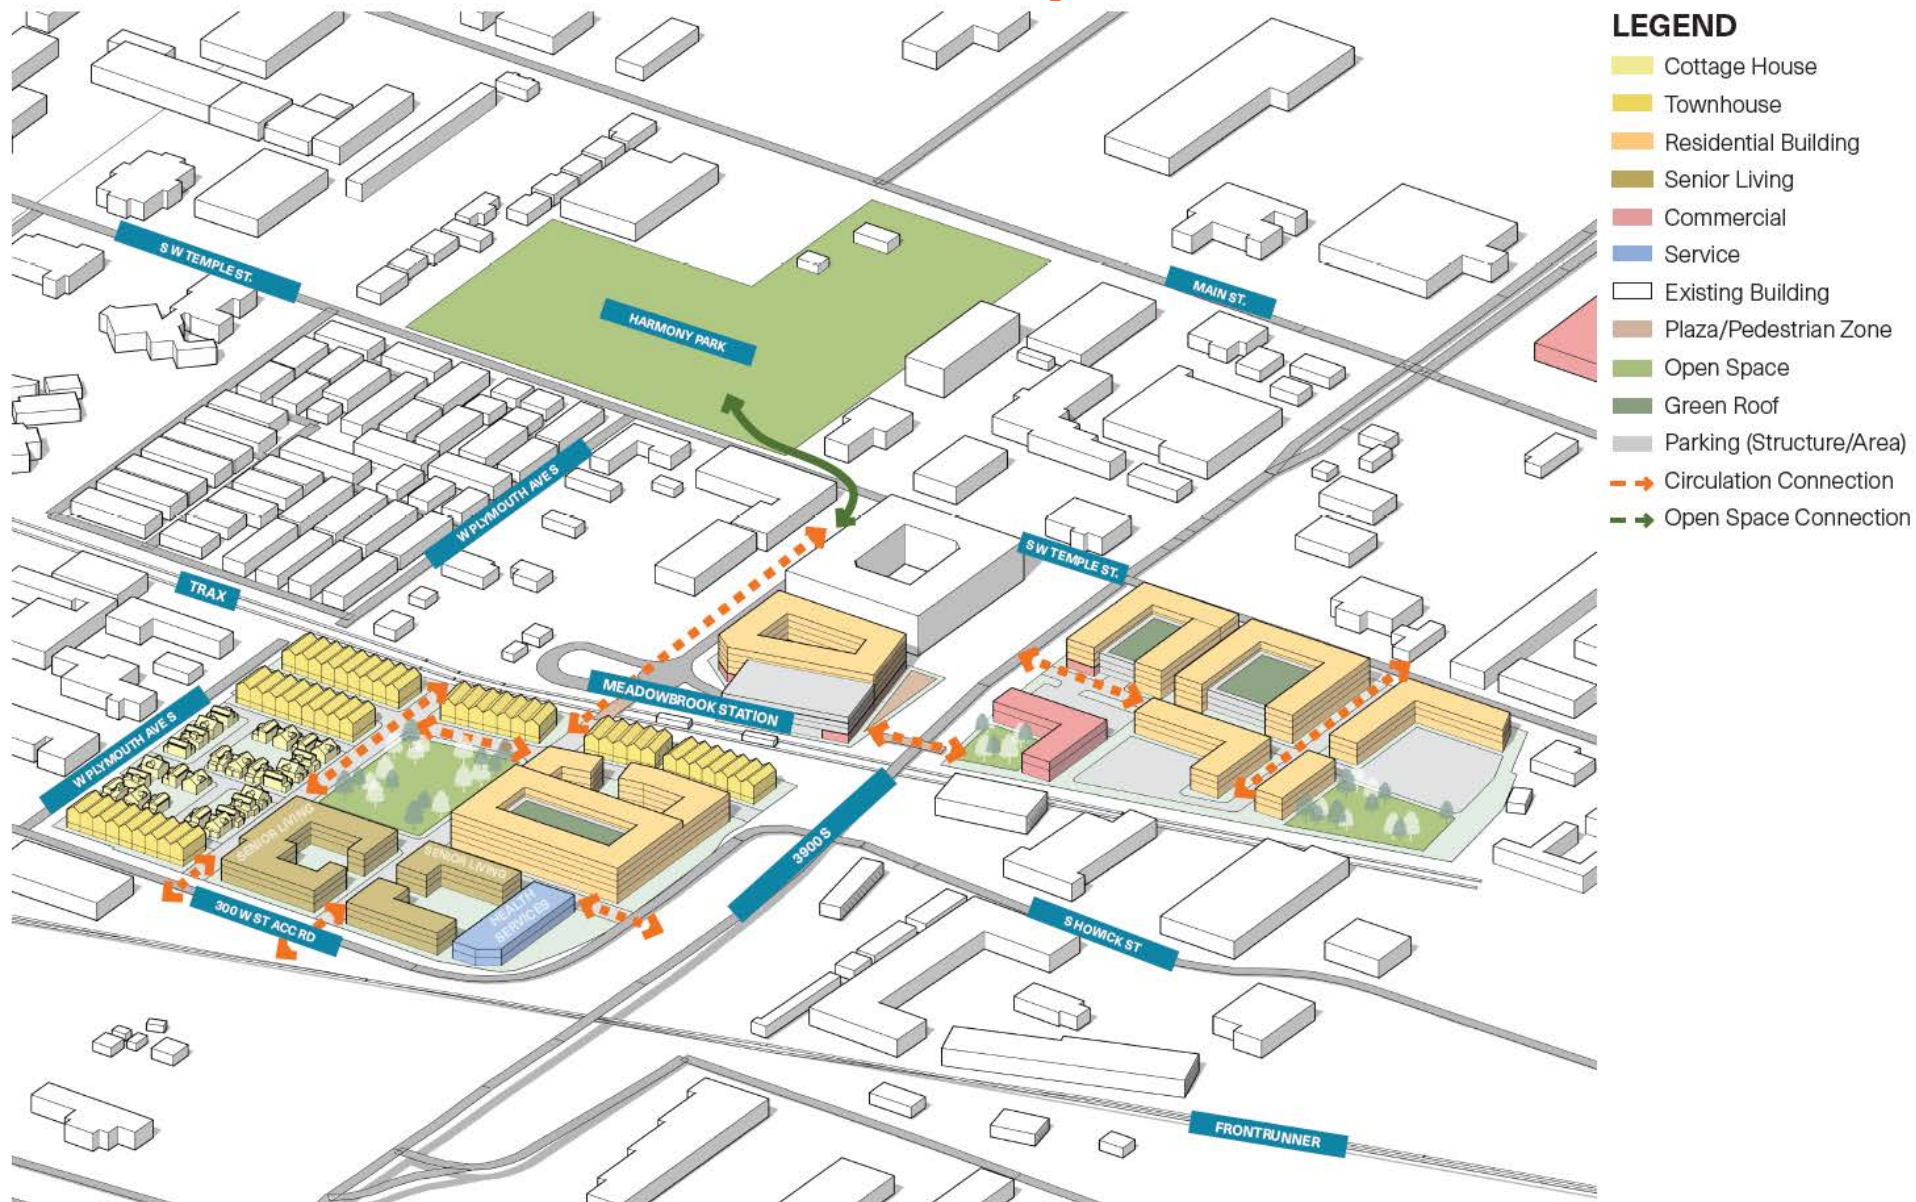 LEGEND
Cottage House
Townhouse
Residential Building
Senior Living
Commercial
Service
Existing Building
Plaza/Pedestrian Zone
Open Space
Green Roof
Parking (Structure/Area)
Circulation Connection
Open Space Connection
S W TEMPLE ST.
MAIN ST.
HARMONY PARK
W PLYMOUTH AVE S
S W TEMPLE ST.
TRAX
MEADOWBROOK STATION
W PLYMOUTH AVE S
SENIOR LIVING
SENIOR LIVING
3900 S
HEALTH
SERVICES
300 W ST ACC RD
S HOWICK ST
FRONTRUNNER